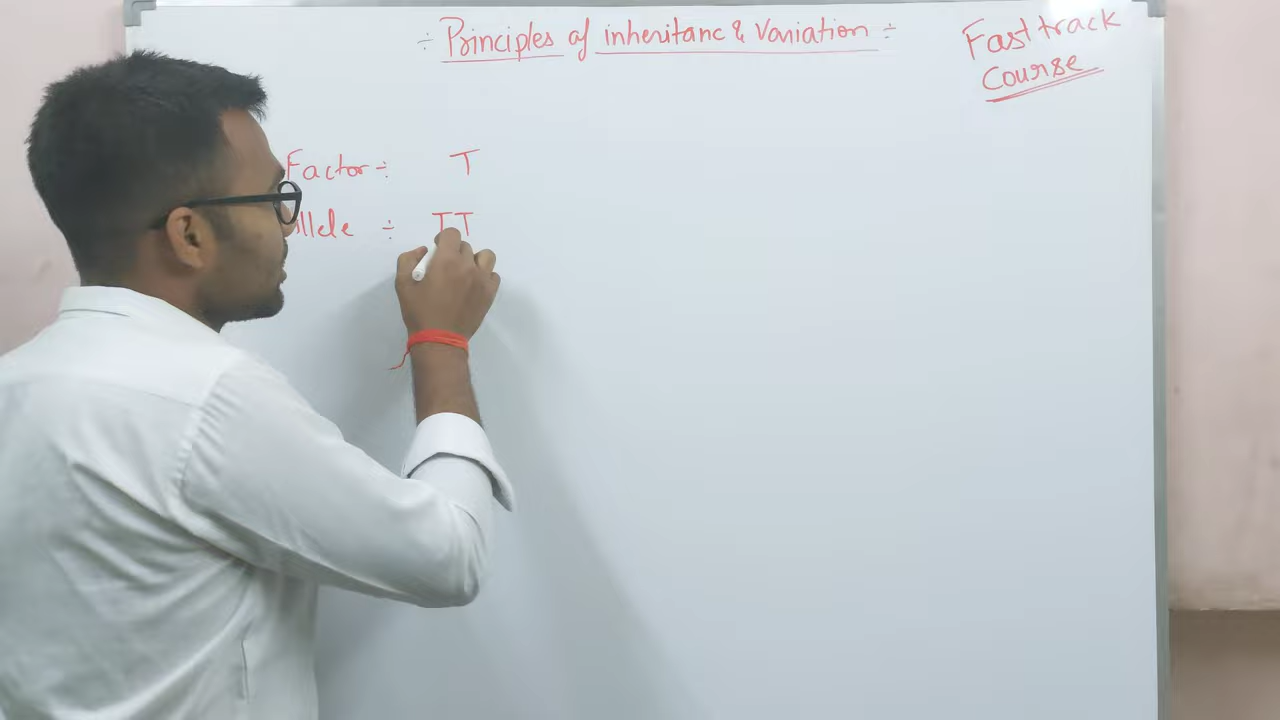 ÷ Principles of inheritanc & Variation ÷
Fast track
Course
Factor ÷ T
llele ÷ TT